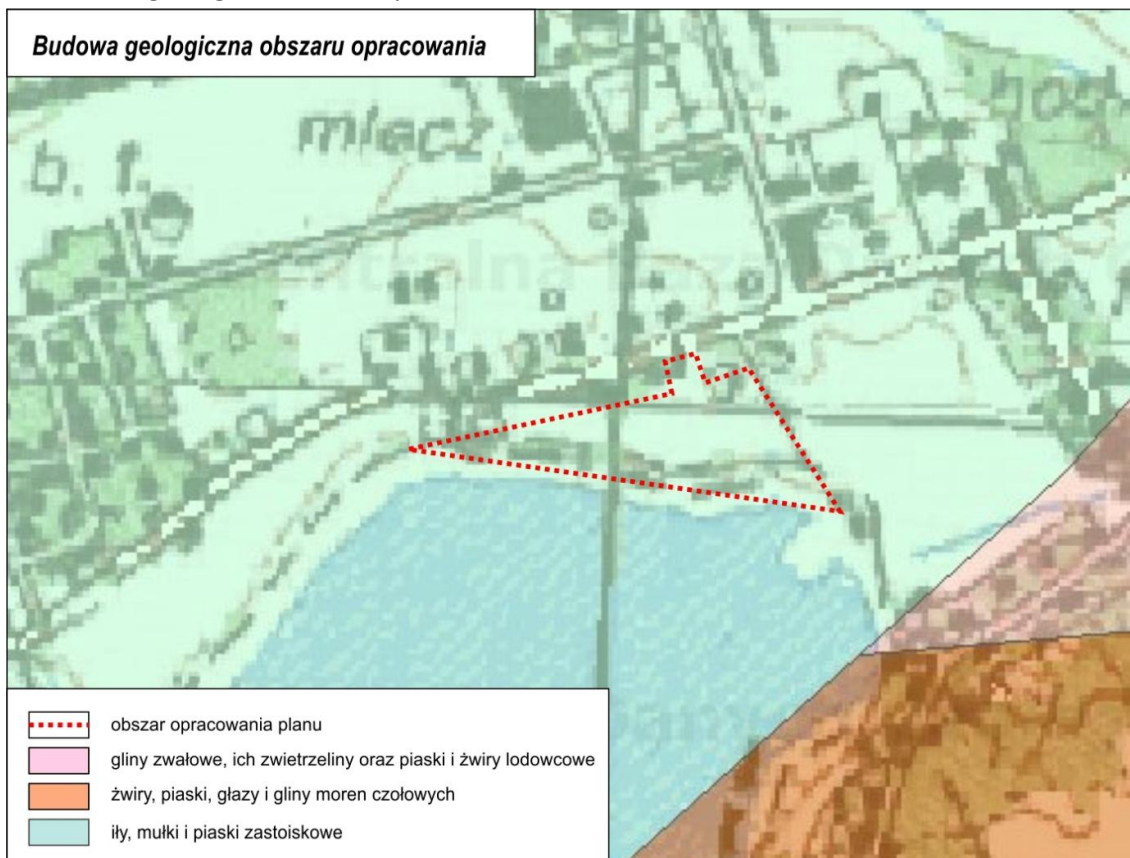 Budowa geologiczna obszaru opracowania
mlecz
b. f.
obszar opracowania planu
gliny zwałowe, ich zwietrzeliny oraz piaski i żwiry lodowcowe
żwiry, piaski, głazy i gliny moren czołowych
iły, mułki i piaski zastoiskowe